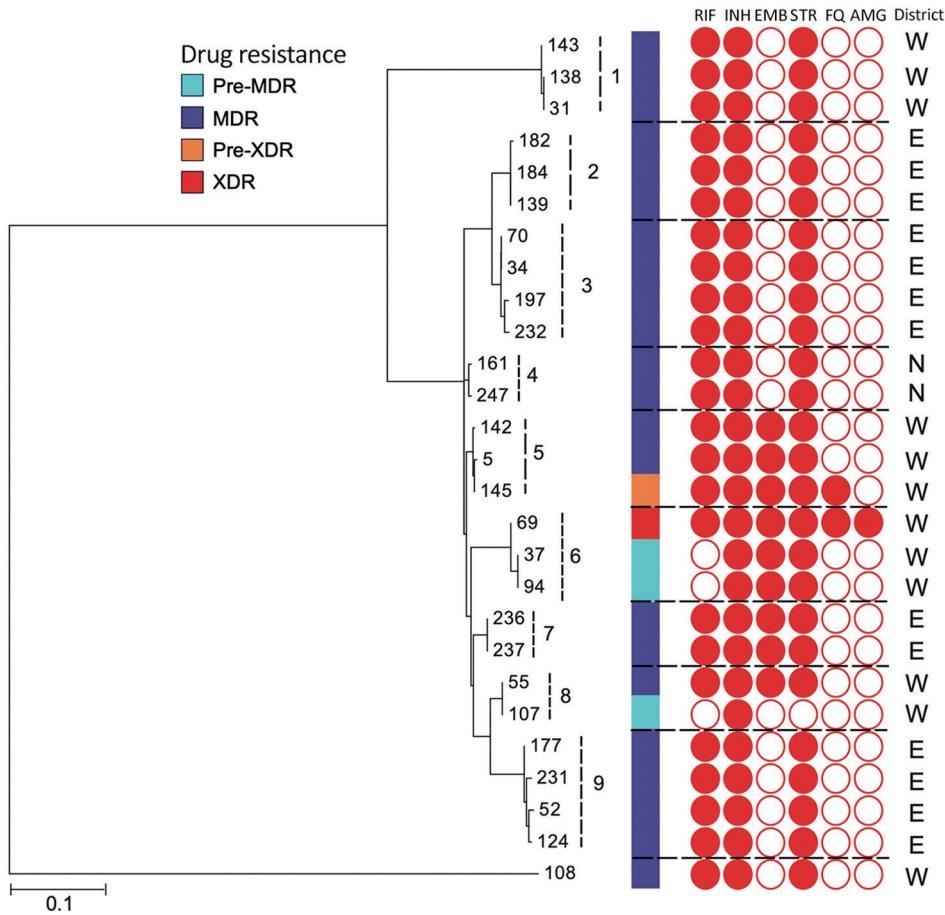 RIF INH EMB STR FQ AMG District
Drug resistance
Pre-MDR
MDR
Pre-XDR
XDR
143 W
138 1 W
31 W
182 E
184 2 E
139 E
70 E
34 3 E
197 E
232 E
161 4 N
247 N
142 W
5 5 W
145 W
69 W
37 6 W
94 W
236 7 E
237 E
55 8 W
107 W
177 E
231 9 E
52 E
124 E
108 W
0.1